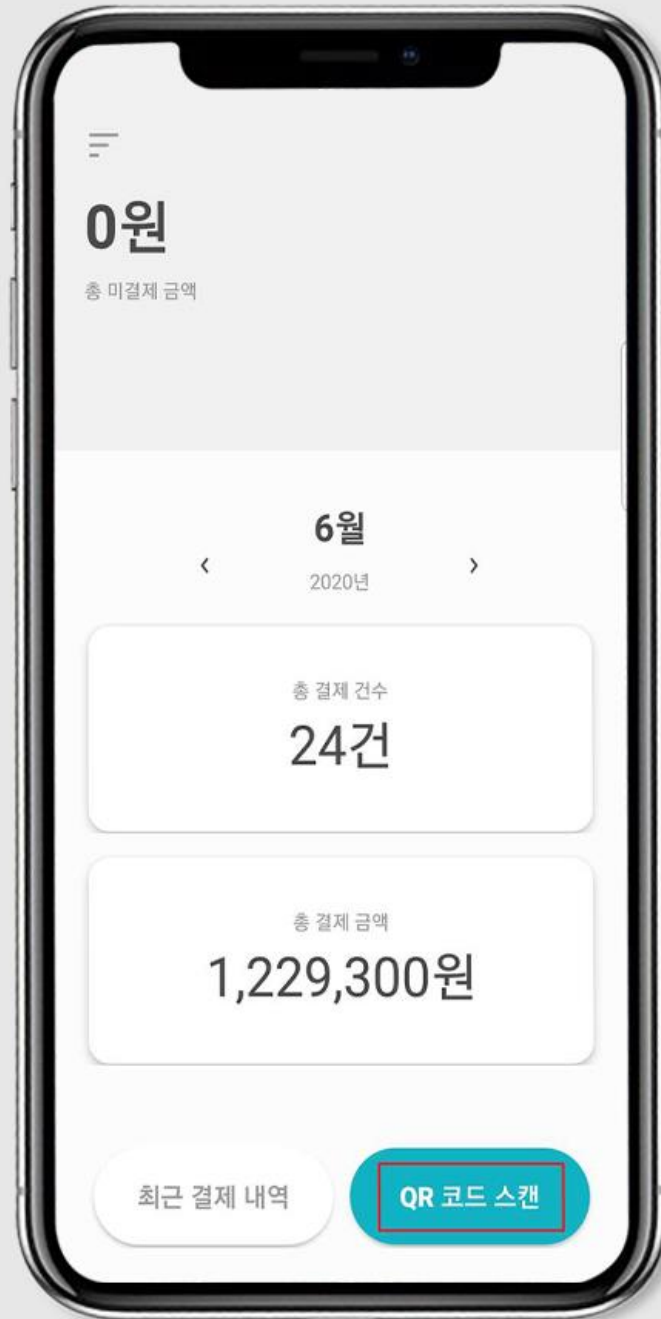 0원
총 미결제 금액
6월
2020년
총 결제 건수
24건
총 결제 금액
1,229,300원
최근 결제 내역
QR 코드 스캔